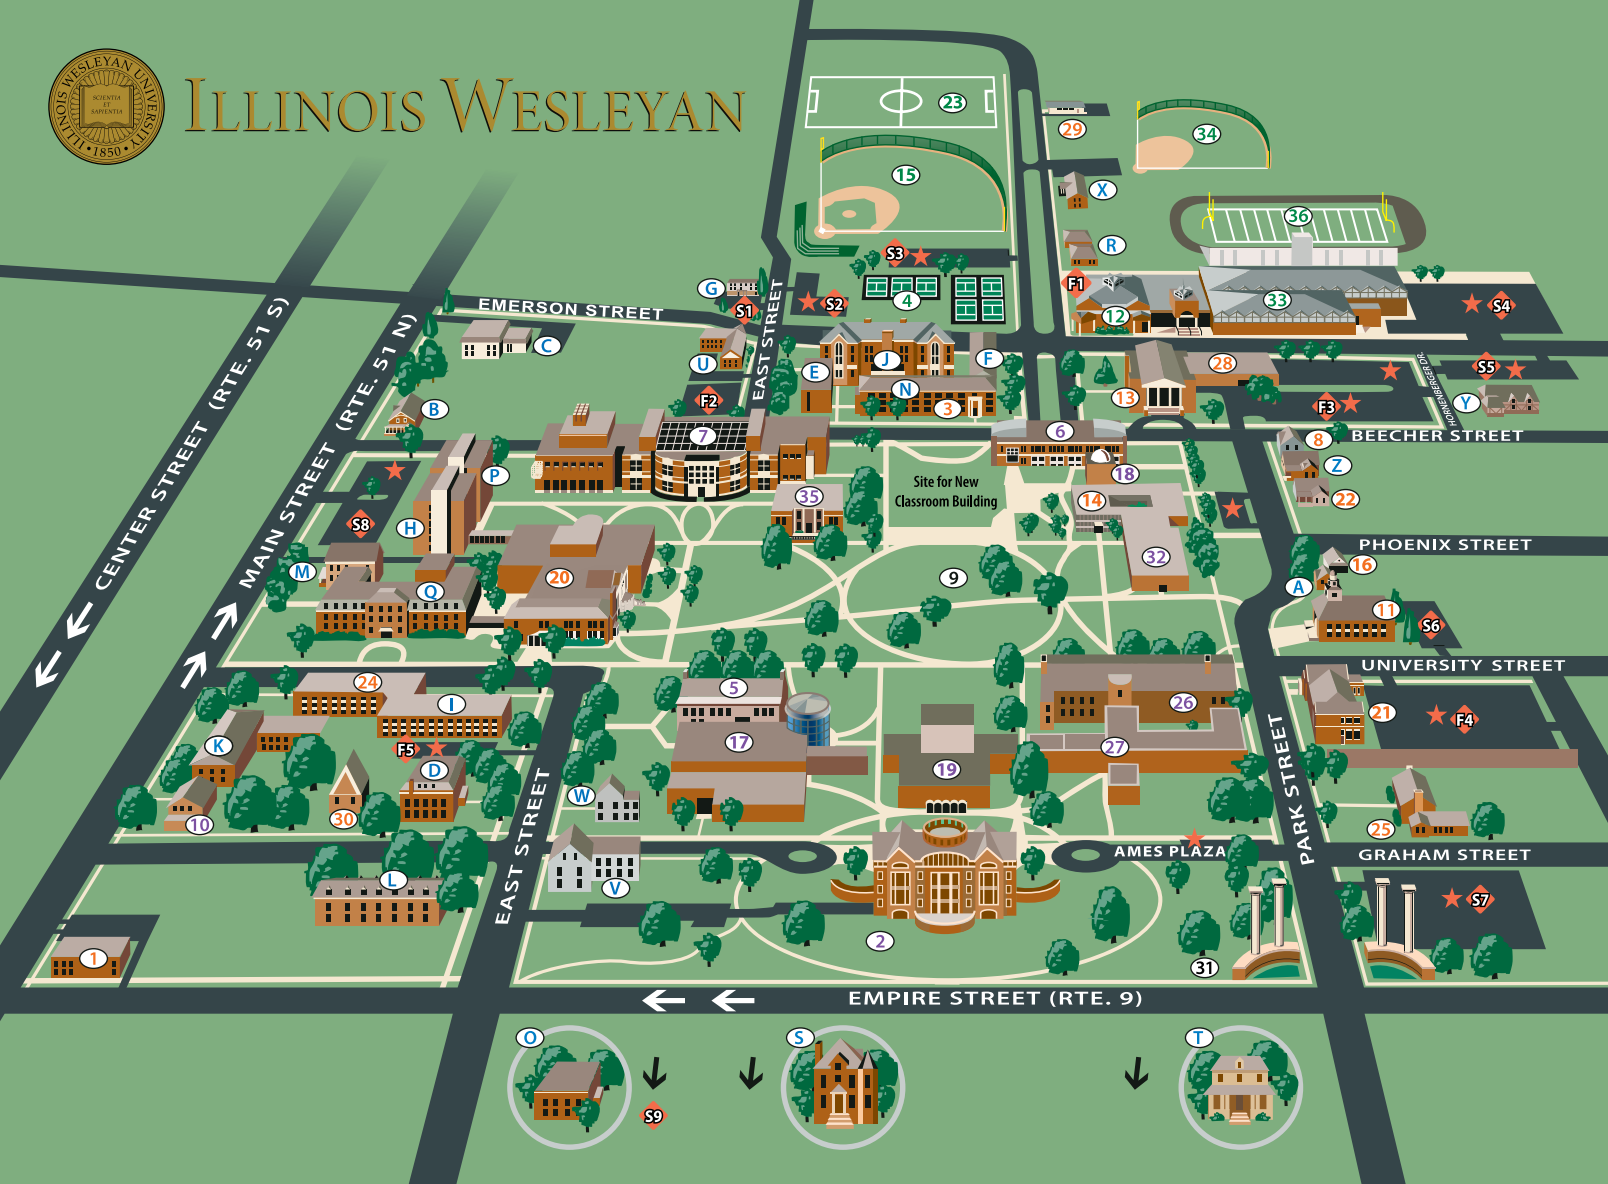 ILLINOIS WESLEYAN UNIVERSITY
SCIENTIA
ET
SAPIENTIA
• 1850 •
ILLINOIS WESLEYAN
23
29
34
15
X
36
R
S3
F1
G
S1
S2
4
12
33
S4
EMERSON STREET
EAST STREET
C
U
J
F
28
S5
E
N
3
13
F2
F3
Y
HORNENBERGER DR.
B
7
6
8
BEECHER STREET
P
18
Z
Site for New
Classroom Building
35
14
22
S8
H
CENTER STREET (RTE. 51 S)
MAIN STREET (RTE. 51 N)
PHOENIX STREET
M
20
9
32
16
Q
A
11
S6
UNIVERSITY STREET
24
5
I
26
21
F4
K
F5
17
27
D
19
PARK STREET
W
10
30
25
AMES PLAZA
GRAHAM STREET
EAST STREET
L
V
S7
2
1
31
EMPIRE STREET (RTE. 9)
O
S
T
S9